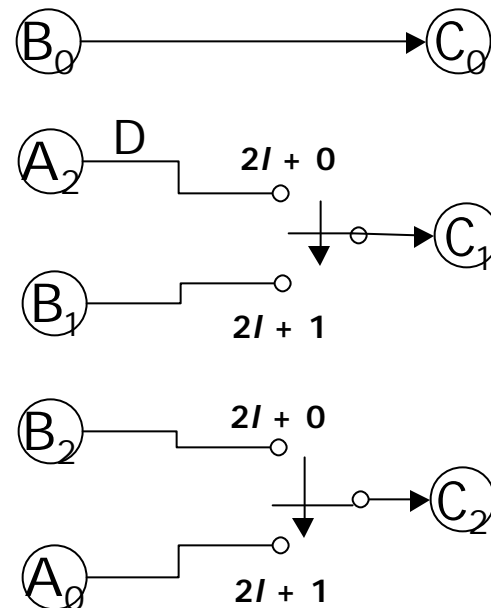 B₀ C₀
A₂ D 2l + 0
C₁
B₁ 2l + 1
B₂ 2l + 0
C₂
A₀ 2l + 1